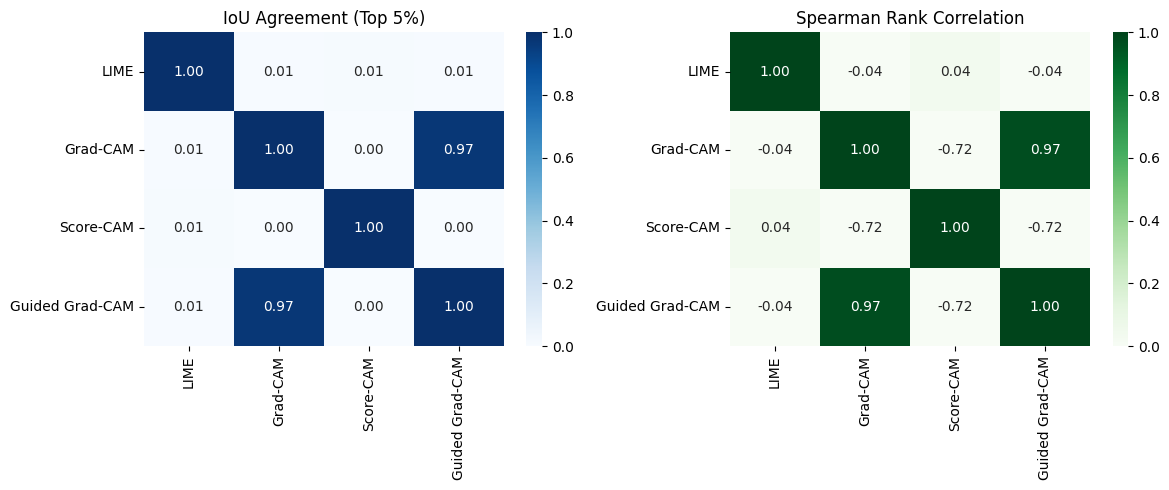 IoU Agreement (Top 5%)
LIME 1.00 0.01 0.01 0.01
Grad-CAM 0.01 1.00 0.00 0.97
Score-CAM 0.01 0.00 1.00 0.00
Guided Grad-CAM 0.01 0.97 0.00 1.00
LIME Grad-CAM Score-CAM Guided Grad-CAM
1.0
0.8
0.6
0.4
0.2
0.0
Spearman Rank Correlation
LIME 1.00 -0.04 0.04 -0.04
Grad-CAM -0.04 1.00 -0.72 0.97
Score-CAM 0.04 -0.72 1.00 -0.72
Guided Grad-CAM -0.04 0.97 -0.72 1.00
LIME Grad-CAM Score-CAM Guided Grad-CAM
1.0
0.8
0.6
0.4
0.2
0.0